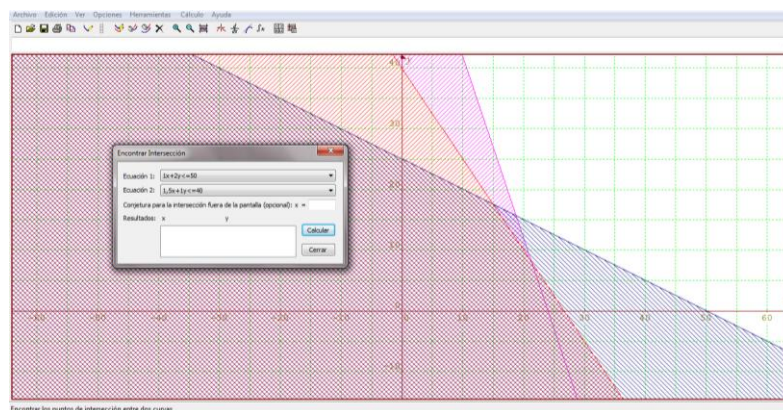 Archivo Edición Ver Opciones Herramientas Cálculo Ayuda
y
40
30
20
10
0
-10
-60 -50 -40 -30 -20 -10 0 10 20 30 40 50 60
Encontrar Intersección
Ecuación 1: 1x+2y<=50
Ecuación 2: 1,5x+1y<=40
Conjetura para la intersección fuera de la pantalla (opcional): x =
Resultados: x y
Calcular
Cerrar
Encontrar los puntos de intersección entre dos curvas